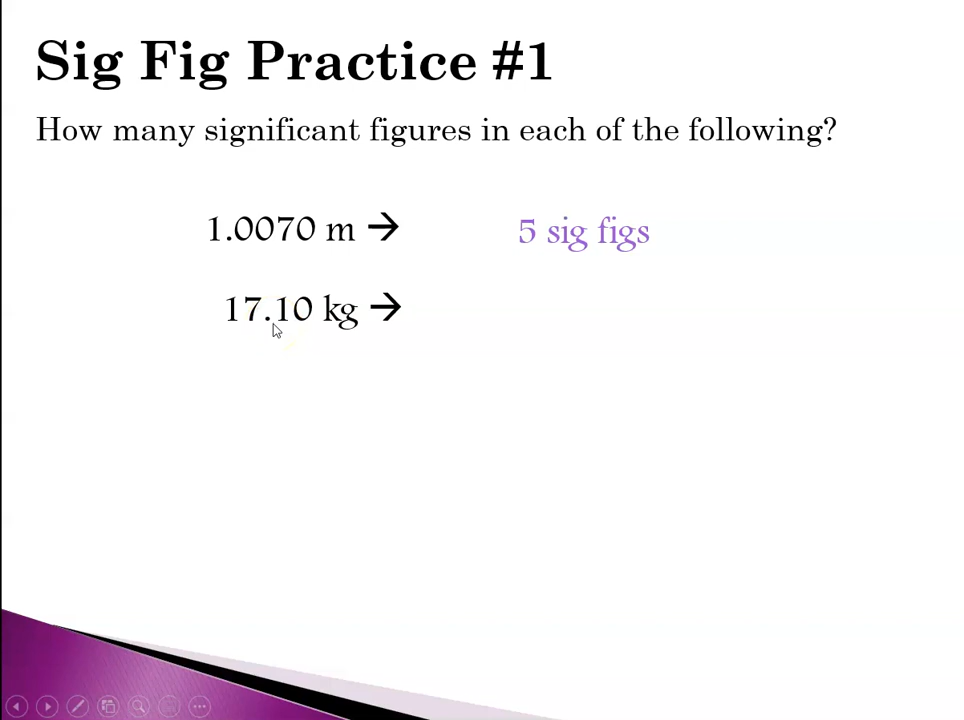 Sig Fig Practice #1
How many significant figures in each of the following?
1.0070 m → 5 sig figs
17.10 kg →